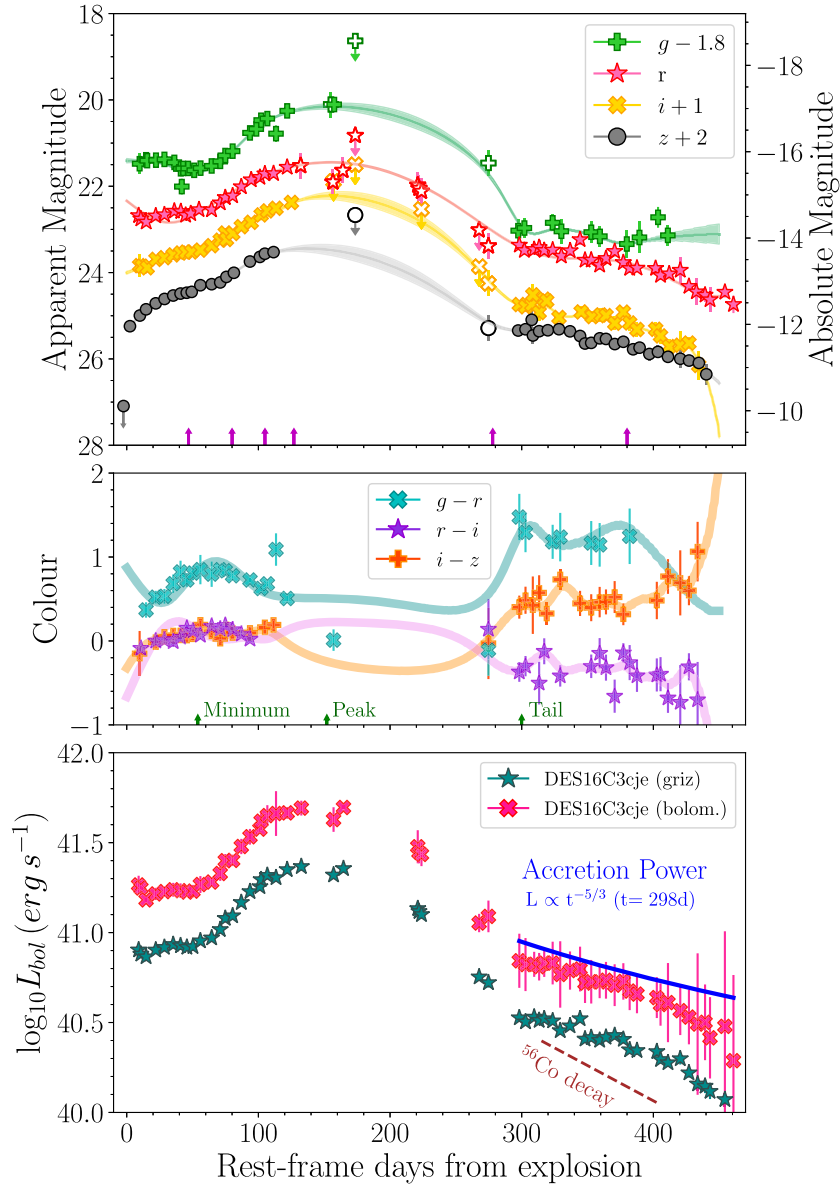 18
20
22
24
26
28
Apparent Magnitude
−18
−16
−14
−12
−10
Absolute Magnitude
g − 1.8
r
i + 1
z + 2
2
1
0
−1
Colour
g − r
r − i
i − z
Minimum
Peak
Tail
42.0
41.5
41.0
40.5
40.0
log₁₀L_bol (erg s⁻¹)
DES16C3cje (griz)
DES16C3cje (bolom.)
Accretion Power
L ∝ t⁻⁵/³ (t= 298d)
⁵⁶Co decay
0 100 200 300 400
Rest-frame days from explosion